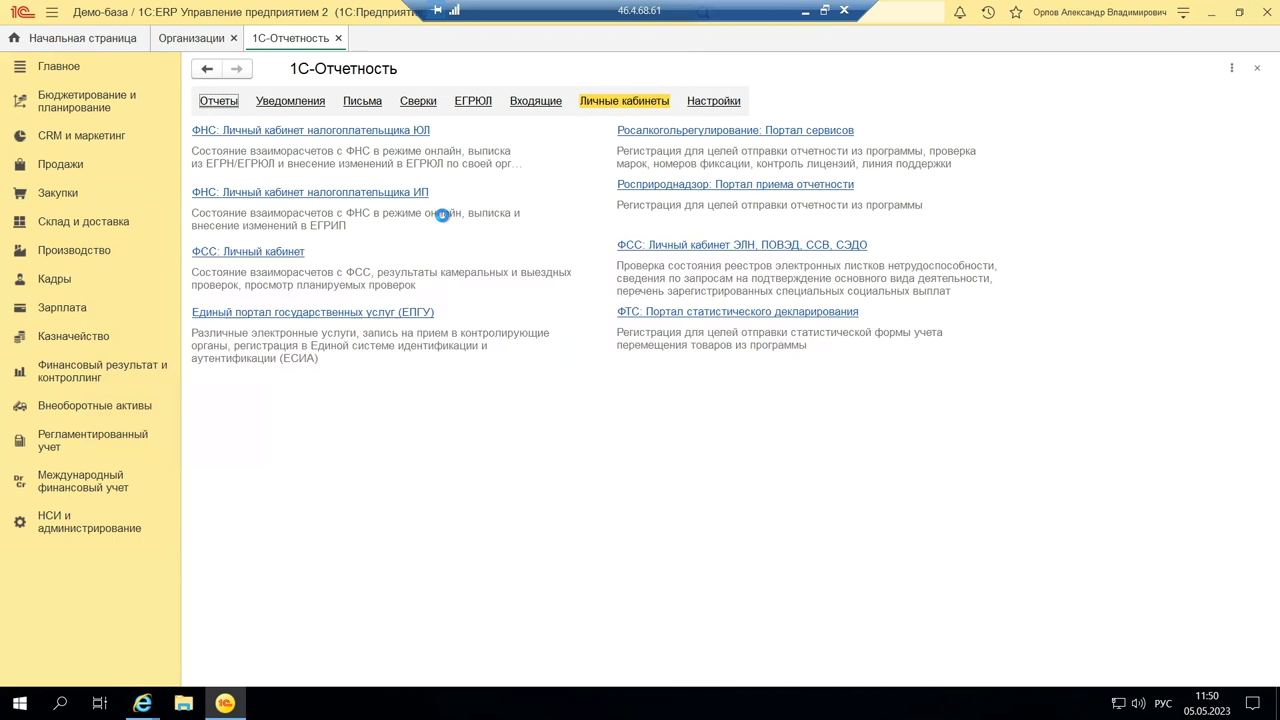 Демо-база / 1С:ERP Управление предприятием 2 (1С:Предприяти
46.4.68.61
Орлов Александр Владимирович
Начальная страница
Организации
1С-Отчетность
Главное
Бюджетирование и
планирование
CRM и маркетинг
Продажи
Закупки
Склад и доставка
Производство
Кадры
Зарплата
Казначейство
Финансовый результат и
контроллинг
Внеоборотные активы
Регламентированный
учет
Международный
финансовый учет
НСИ и
администрирование
1С-Отчетность
Отчеты Уведомления Письма Сверки ЕГРЮЛ Входящие Личные кабинеты Настройки
ФНС: Личный кабинет налогоплательщика ЮЛ
Состояние взаиморасчетов с ФНС в режиме онлайн, выписка
из ЕГРН/ЕГРЮЛ и внесение изменений в ЕГРЮЛ по своей орг...
ФНС: Личный кабинет налогоплательщика ИП
Состояние взаиморасчетов с ФНС в режиме онлайн, выписка и
внесение изменений в ЕГРИП
ФСС: Личный кабинет
Состояние взаиморасчетов с ФСС, результаты камеральных и выездных
проверок, просмотр планируемых проверок
Единый портал государственных услуг (ЕПГУ)
Различные электронные услуги, запись на прием в контролирующие
органы, регистрация в Единой системе идентификации и
аутентификации (ЕСИА)
Росалкогольрегулирование: Портал сервисов
Регистрация для целей отправки отчетности из программы, проверка
марок, номеров фиксации, контроль лицензий, линия поддержки
Росприроднадзор: Портал приема отчетности
Регистрация для целей отправки отчетности из программы
ФСС: Личный кабинет ЭЛН, ПОВЭД, ССВ, СЭДО
Проверка состояния реестров электронных листков нетрудоспособности,
сведения по запросам на подтверждение основного вида деятельности,
перечень зарегистрированных специальных социальных выплат
ФТС: Портал статистического декларирования
Регистрация для целей отправки статистической формы учета
перемещения товаров из программы
РУС
11:50
05.05.2023